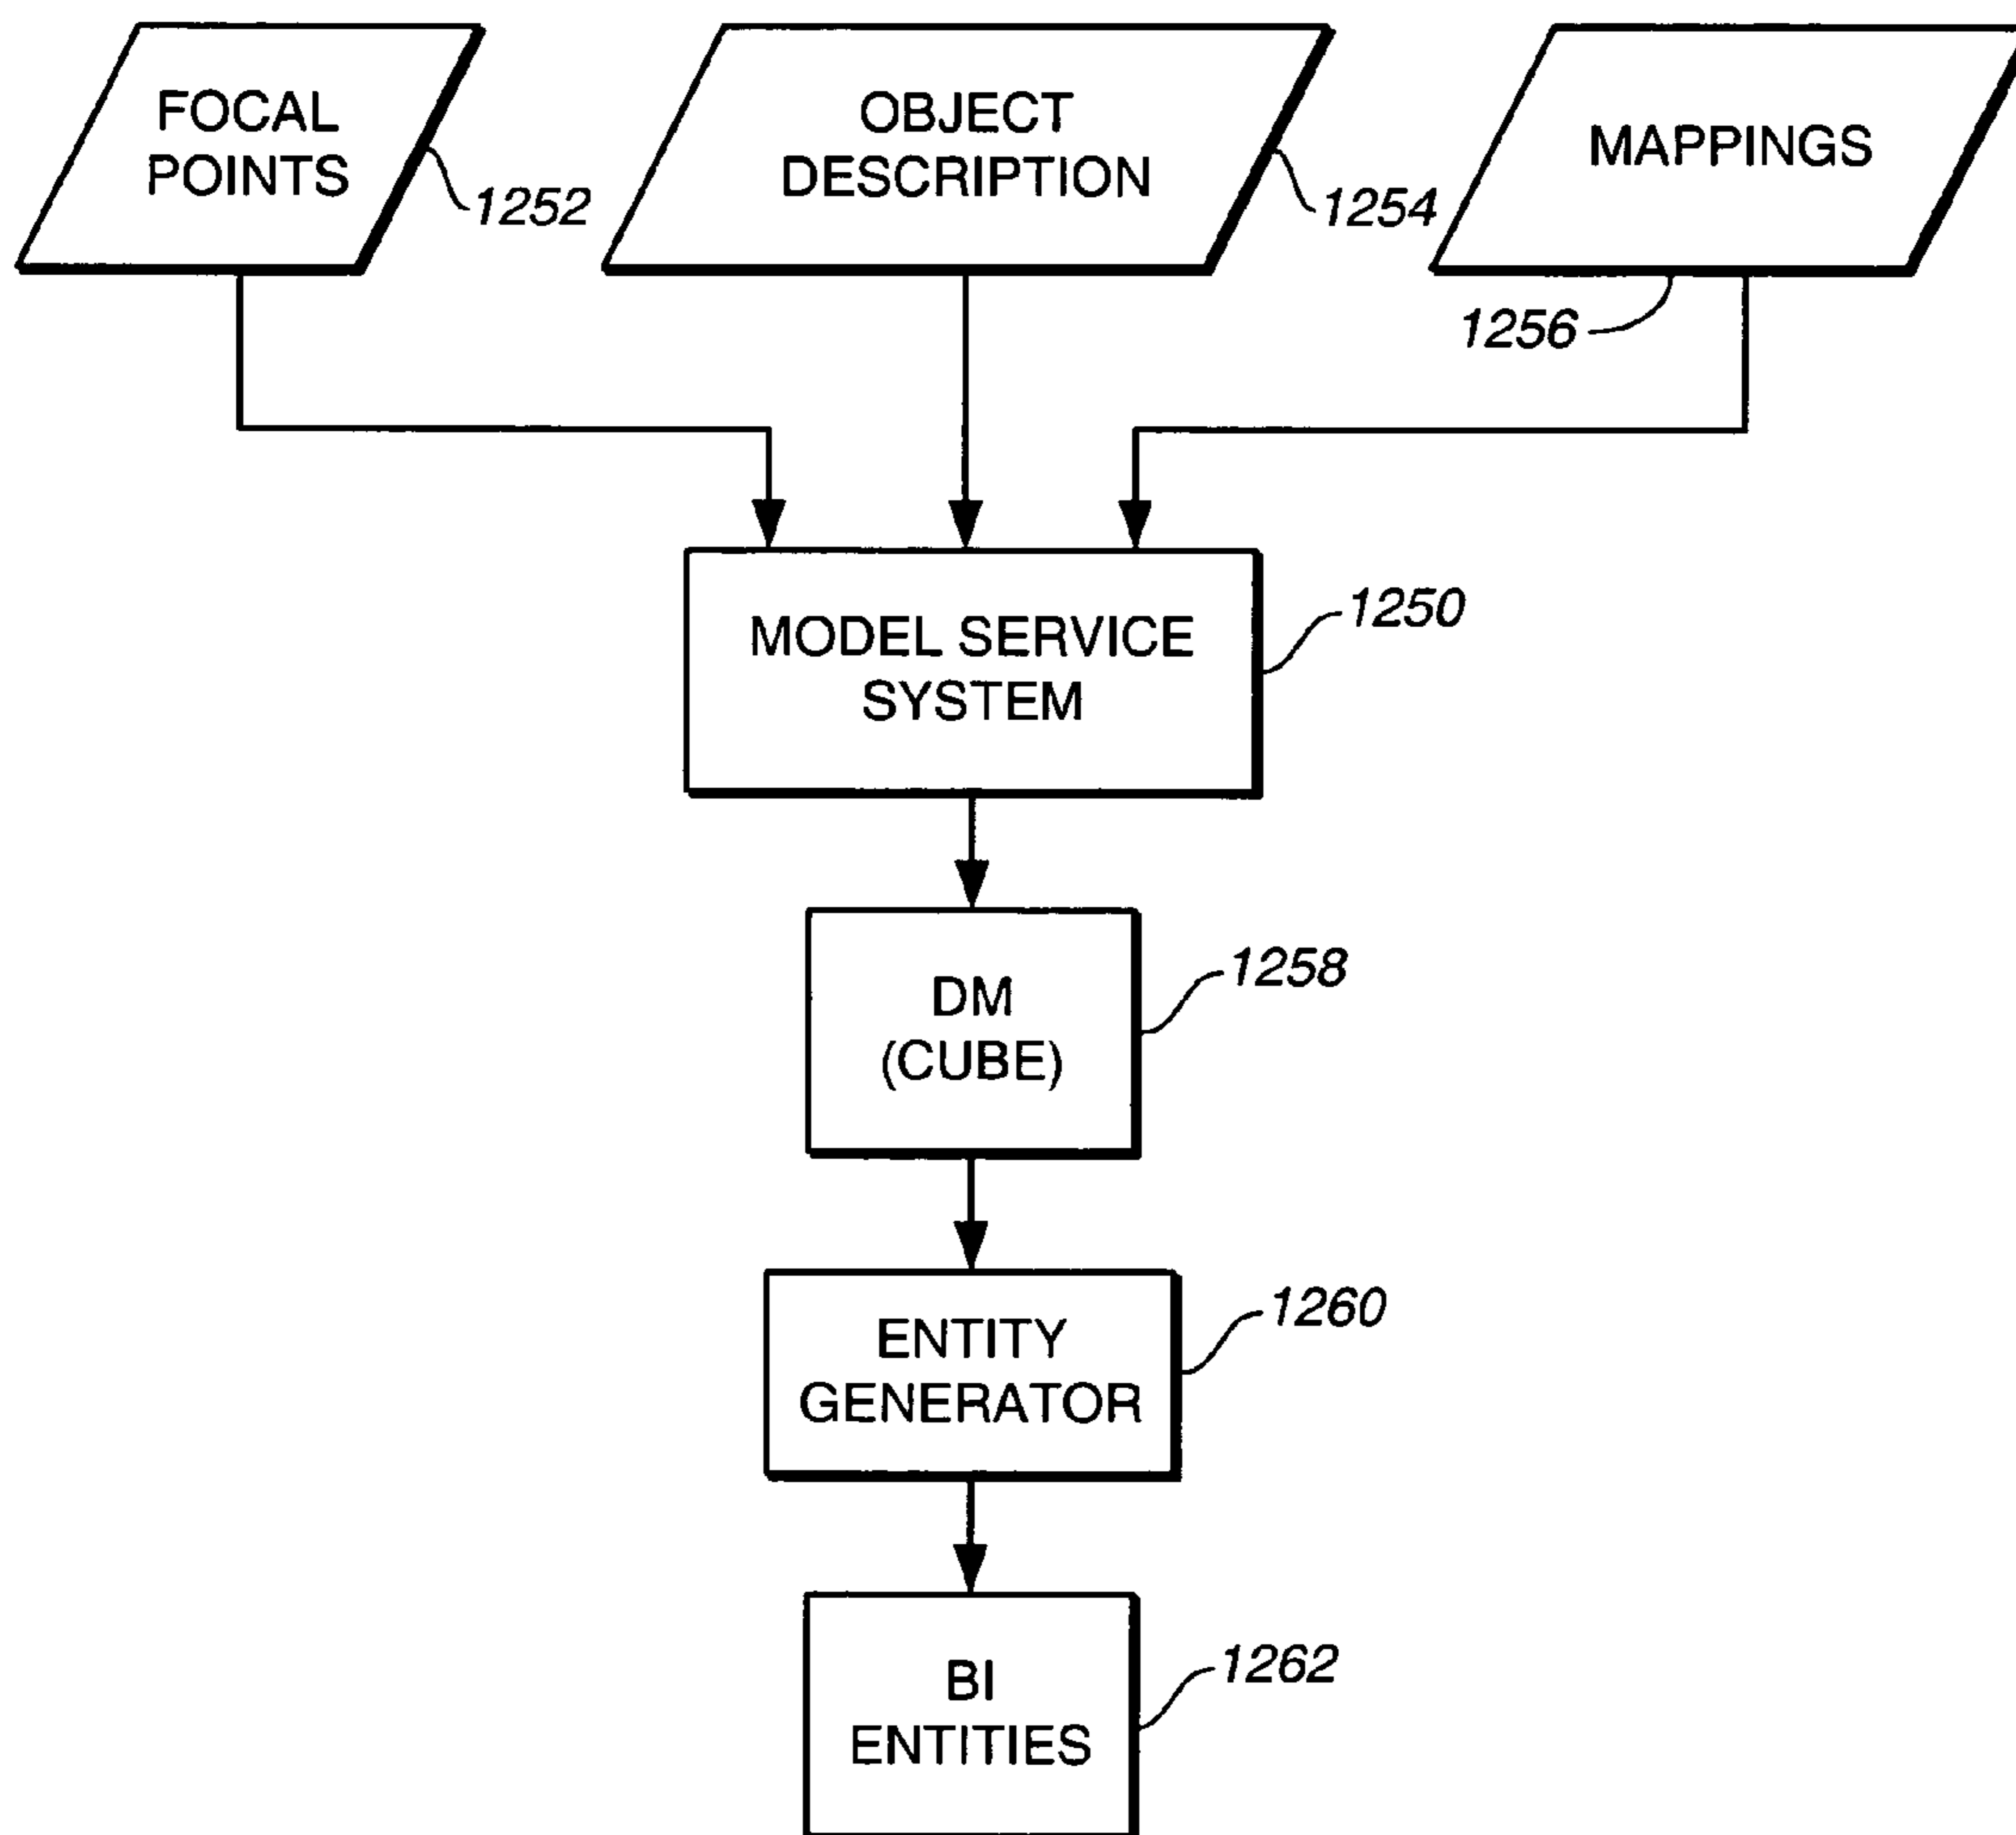 FOCAL
POINTS
1252
OBJECT
DESCRIPTION
1254
MAPPINGS
1256
MODEL SERVICE
SYSTEM
1250
DM
(CUBE)
1258
ENTITY
GENERATOR
1260
BI
ENTITIES
1262